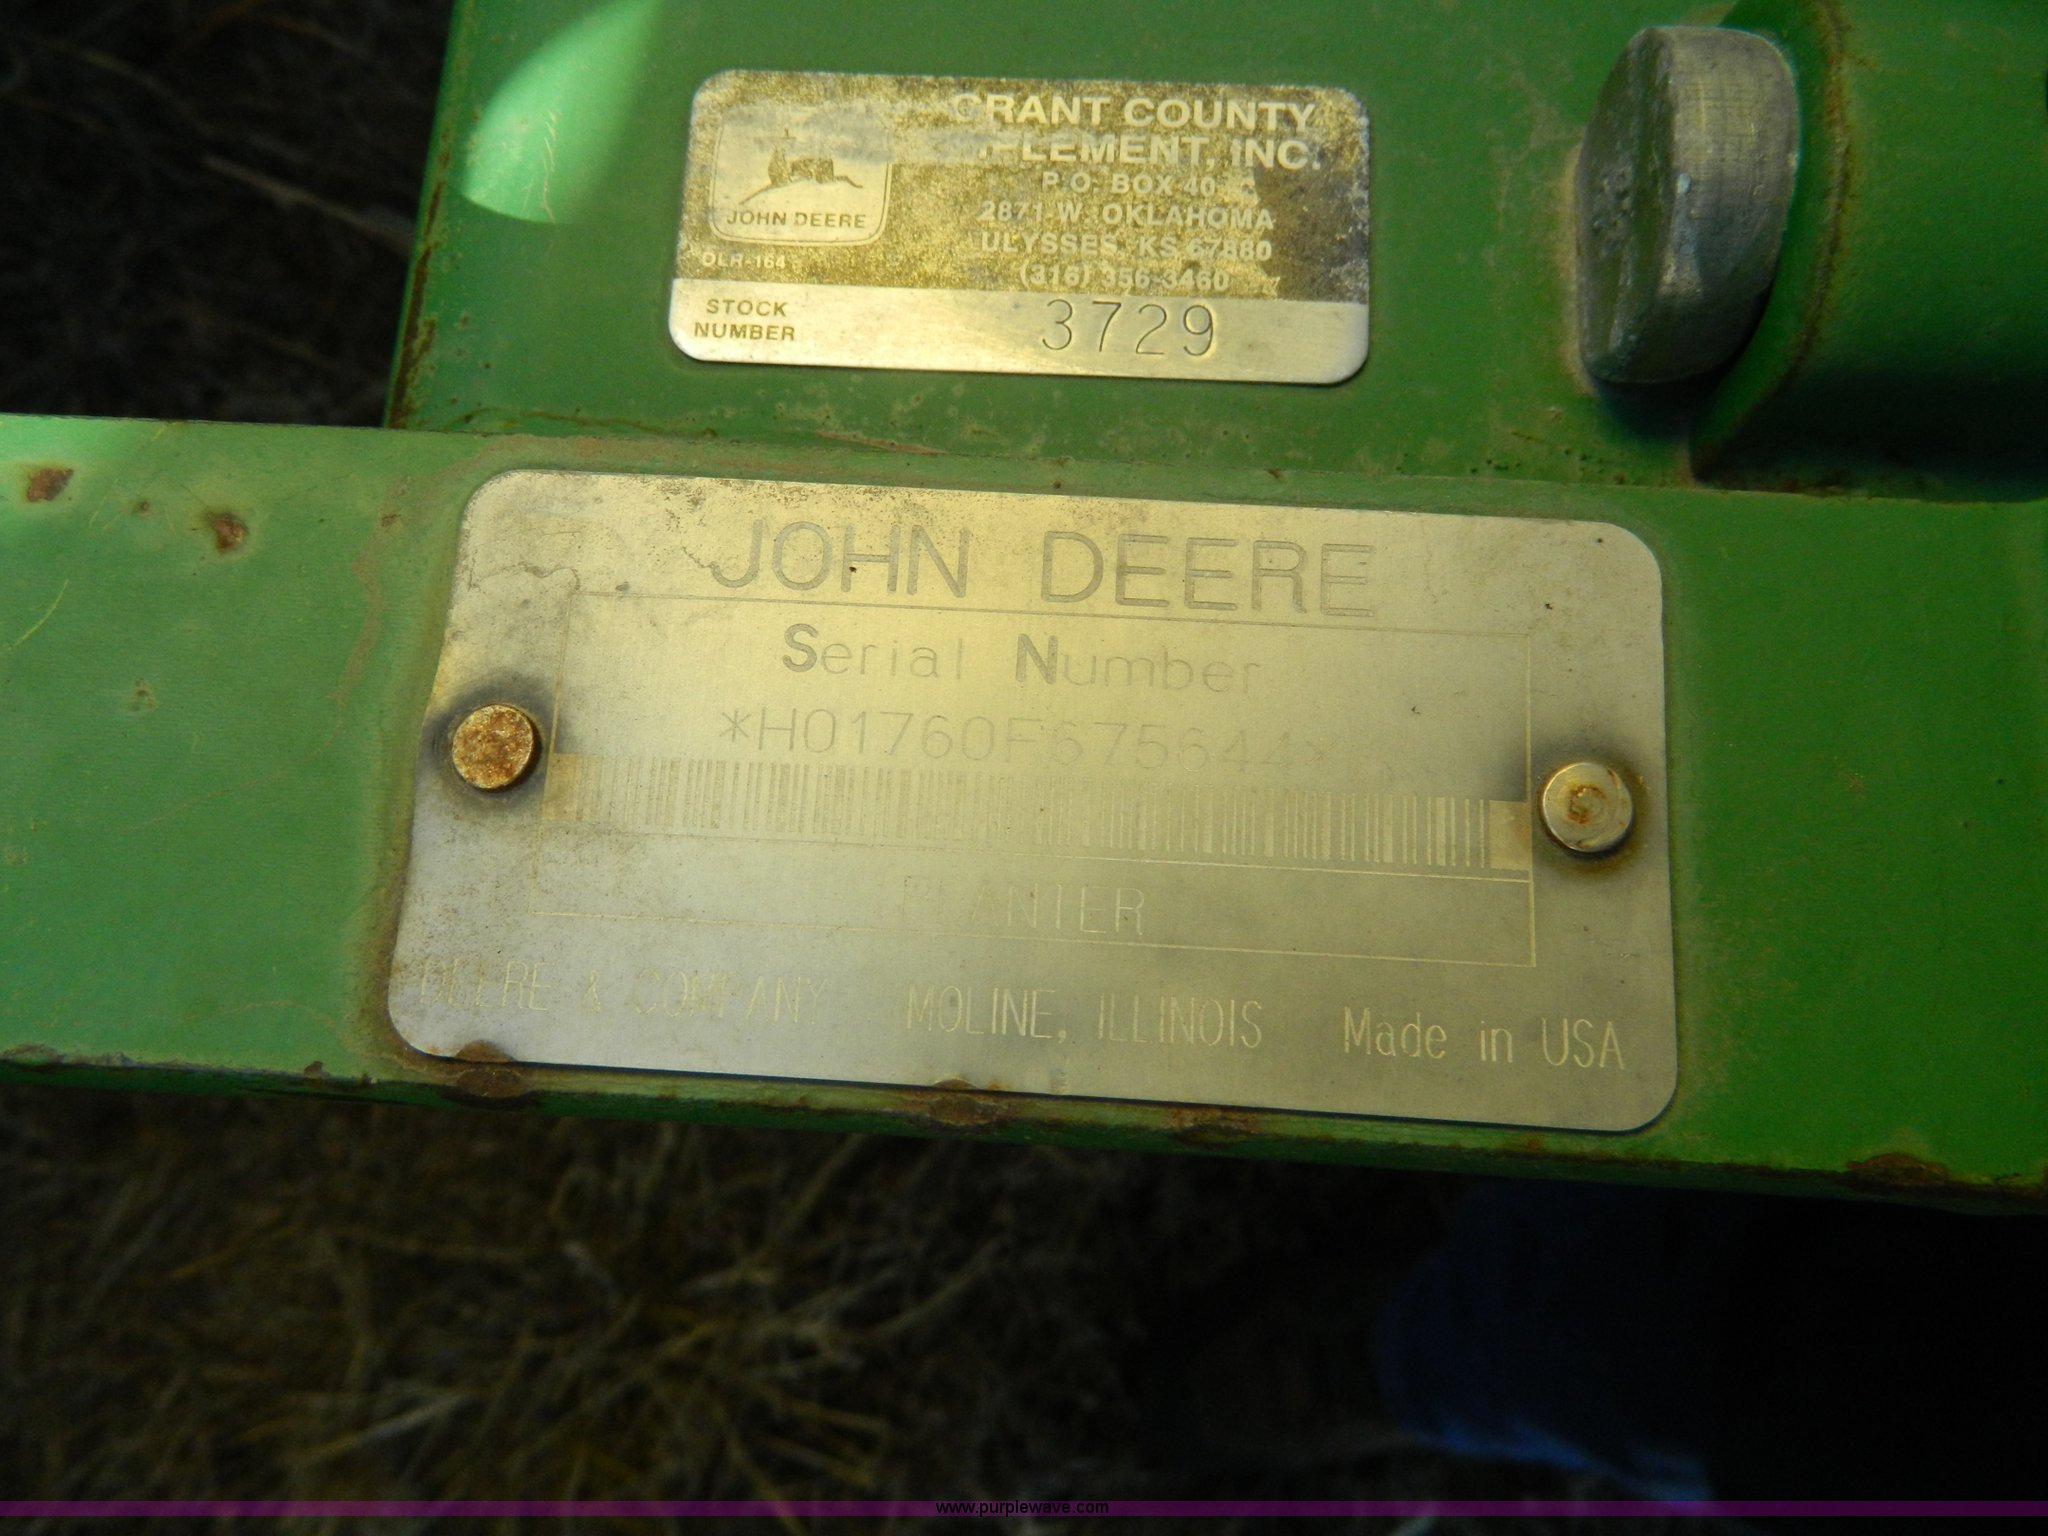 GRANT COUNTY
IMPLEMENT, INC.
P.O. BOX 40
2871 W. OKLAHOMA
ULYSSES, KS 67880
(316) 356-3460
JOHN DEERE
DLR-164
STOCK
NUMBER
3729
JOHN DEERE
Serial Number
*H01760F675644*
PLANTER
DEERE & COMPANY MOLINE, ILLINOIS Made in USA
www.purplewave.com